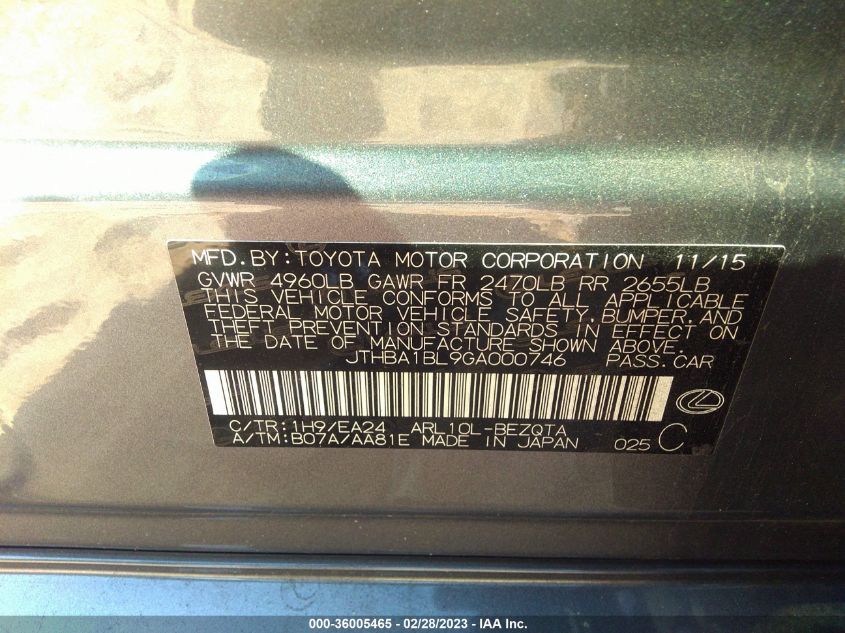 MFD.BY:TOYOTA MOTOR CORPORATION 11/15
GVWR 4960LB GAWR FR 2470LB RR 2655LB
THIS VEHICLE CONFORMS TO ALL APPLICABLE
FEDERAL MOTOR VEHICLE SAFETY,BUMPER,AND
THEFT PREVENTION STANDARDS IN EFFECT ON
THE DATE OF MANUFACTURE SHOWN ABOVE.
JTHBA1BL9GA000746 PASS.CAR
C/TR:1H9/EA24 ARL10L-BEZQTA
A/TM:B07A/AA81E MADE IN JAPAN 025 C
000-36005465 - 02/28/2023 - IAA Inc.